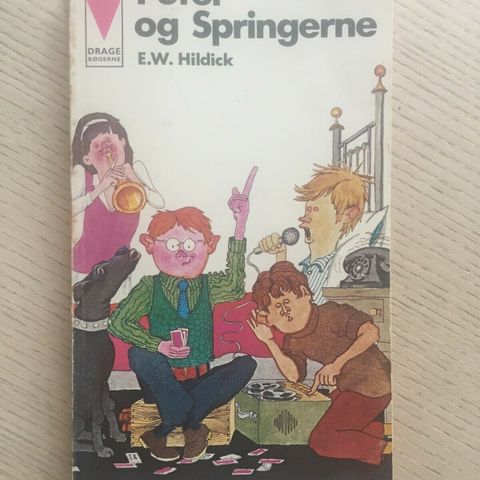 og Springerne
E.W. Hildick
DRAGE
BØGERNE